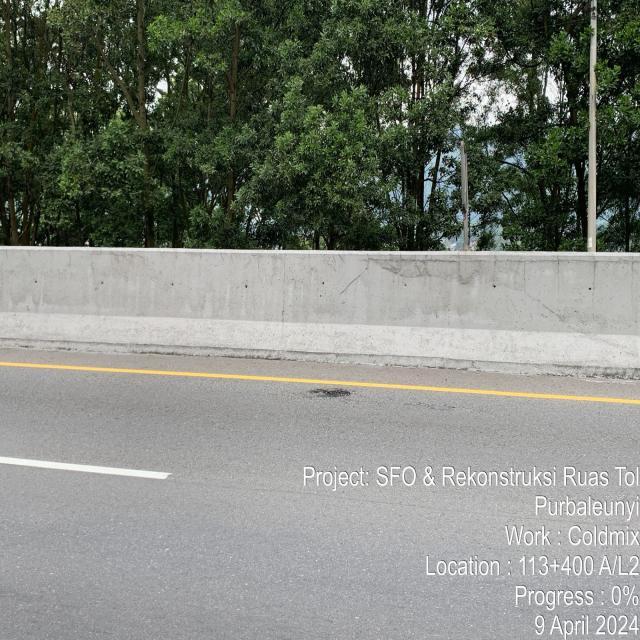 Project: SFO & Rekonstruksi Ruas Tol
Purbaleunyi
Work : Coldmix
Location : 113+400 A/L2
Progress : 0%
9 April 2024